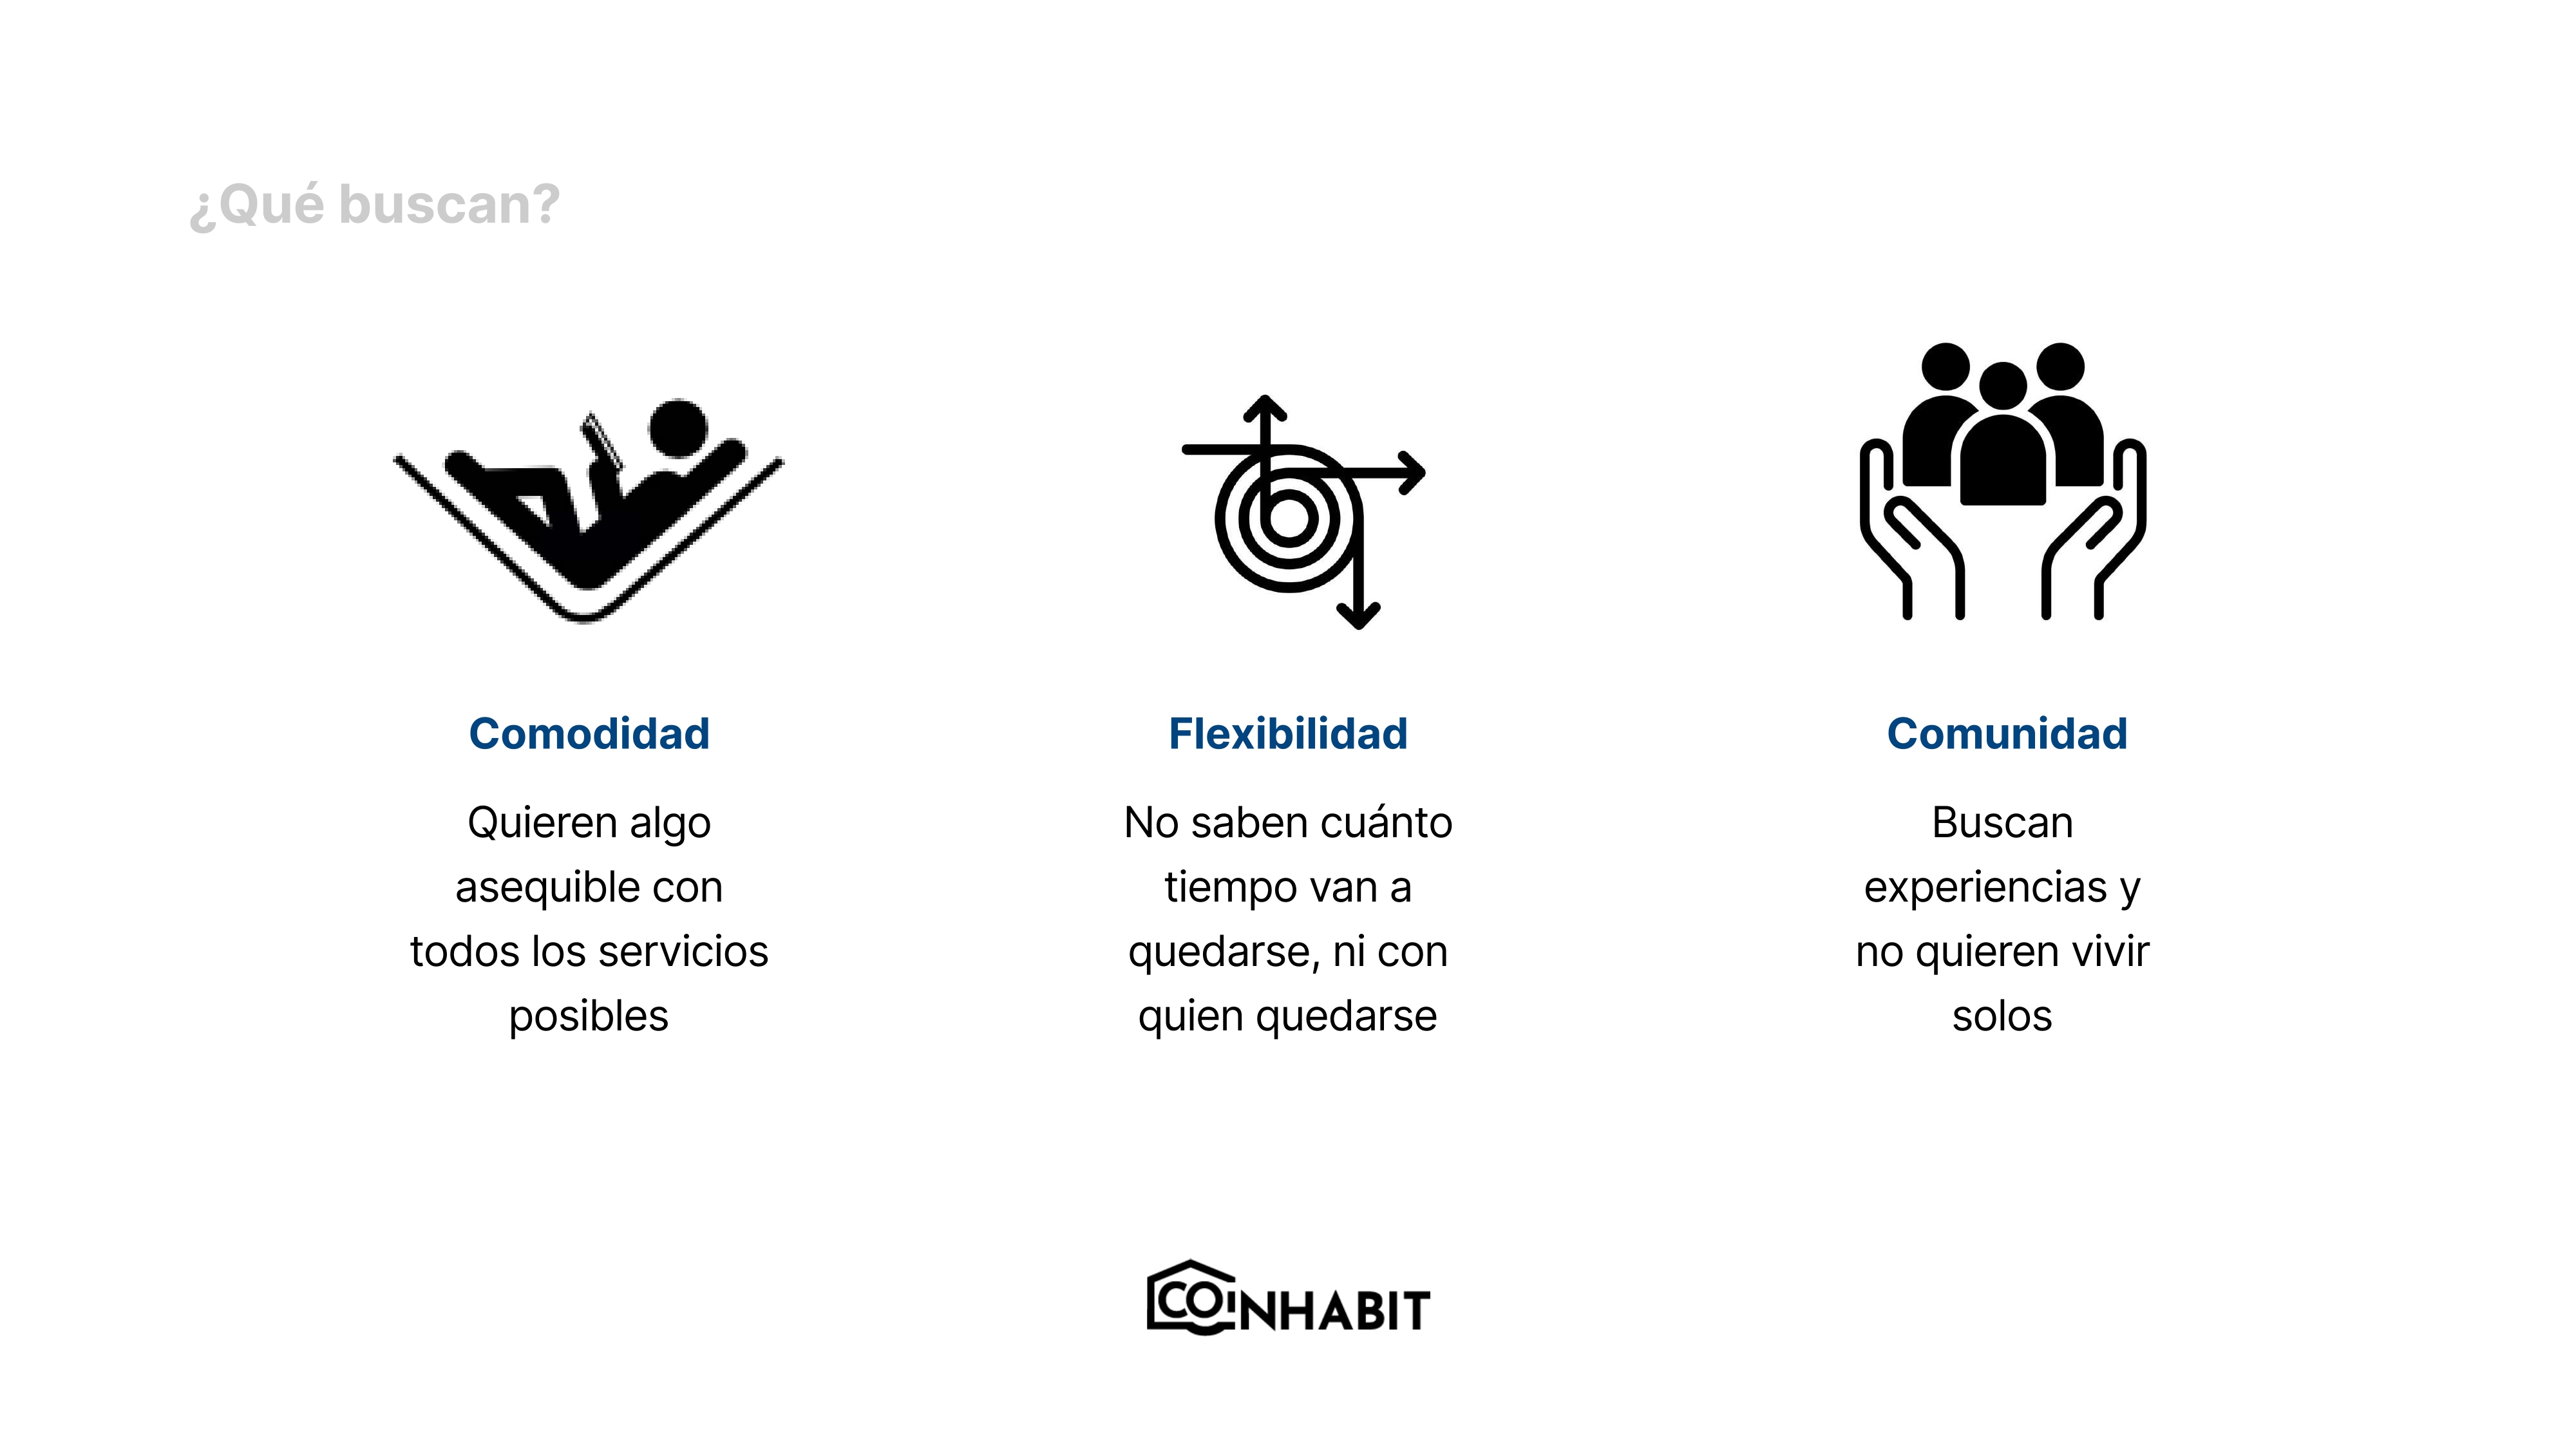 ¿Qué buscan?
Comodidad
Quieren algo
asequible con
todos los servicios
posibles
Flexibilidad
No saben cuánto
tiempo van a
quedarse, ni con
quien quedarse
Comunidad
Buscan
experiencias y
no quieren vivir
solos
COINHABIT